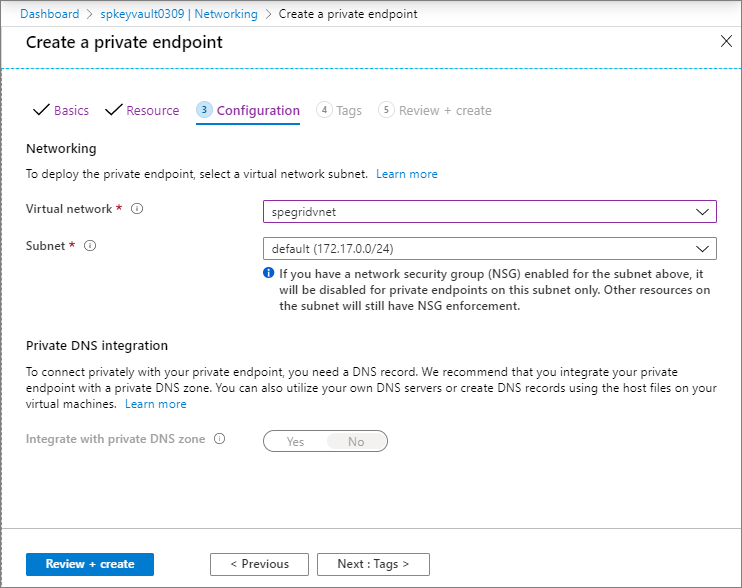 Dashboard > spkeyvault0309 | Networking > Create a private endpoint
Create a private endpoint
Basics Resource 3 Configuration 4 Tags 5 Review + create
Networking
To deploy the private endpoint, select a virtual network subnet. Learn more
Virtual network * spegridvnet
Subnet * default (172.17.0.0/24)
If you have a network security group (NSG) enabled for the subnet above, it
will be disabled for private endpoints on this subnet only. Other resources on
the subnet will still have NSG enforcement.
Private DNS integration
To connect privately with your private endpoint, you need a DNS record. We recommend that you integrate your private
endpoint with a private DNS zone. You can also utilize your own DNS servers or create DNS records using the host files on your
virtual machines. Learn more
Integrate with private DNS zone Yes No
Review + create < Previous Next : Tags >